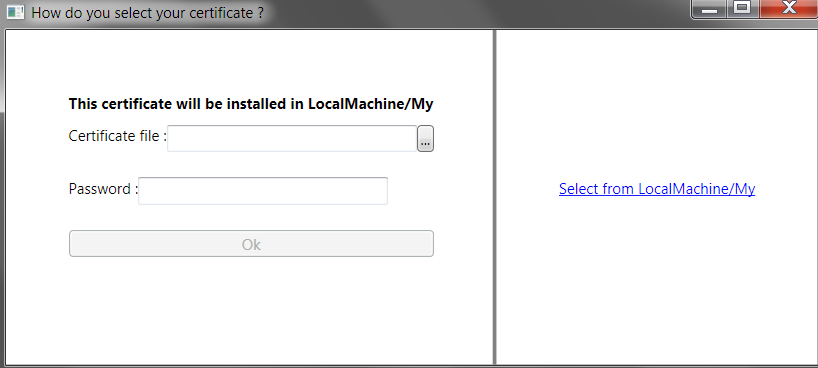 How do you select your certificate ?
This certificate will be installed in LocalMachine/My
Certificate file :
...
Password :
Ok
Select from LocalMachine/My